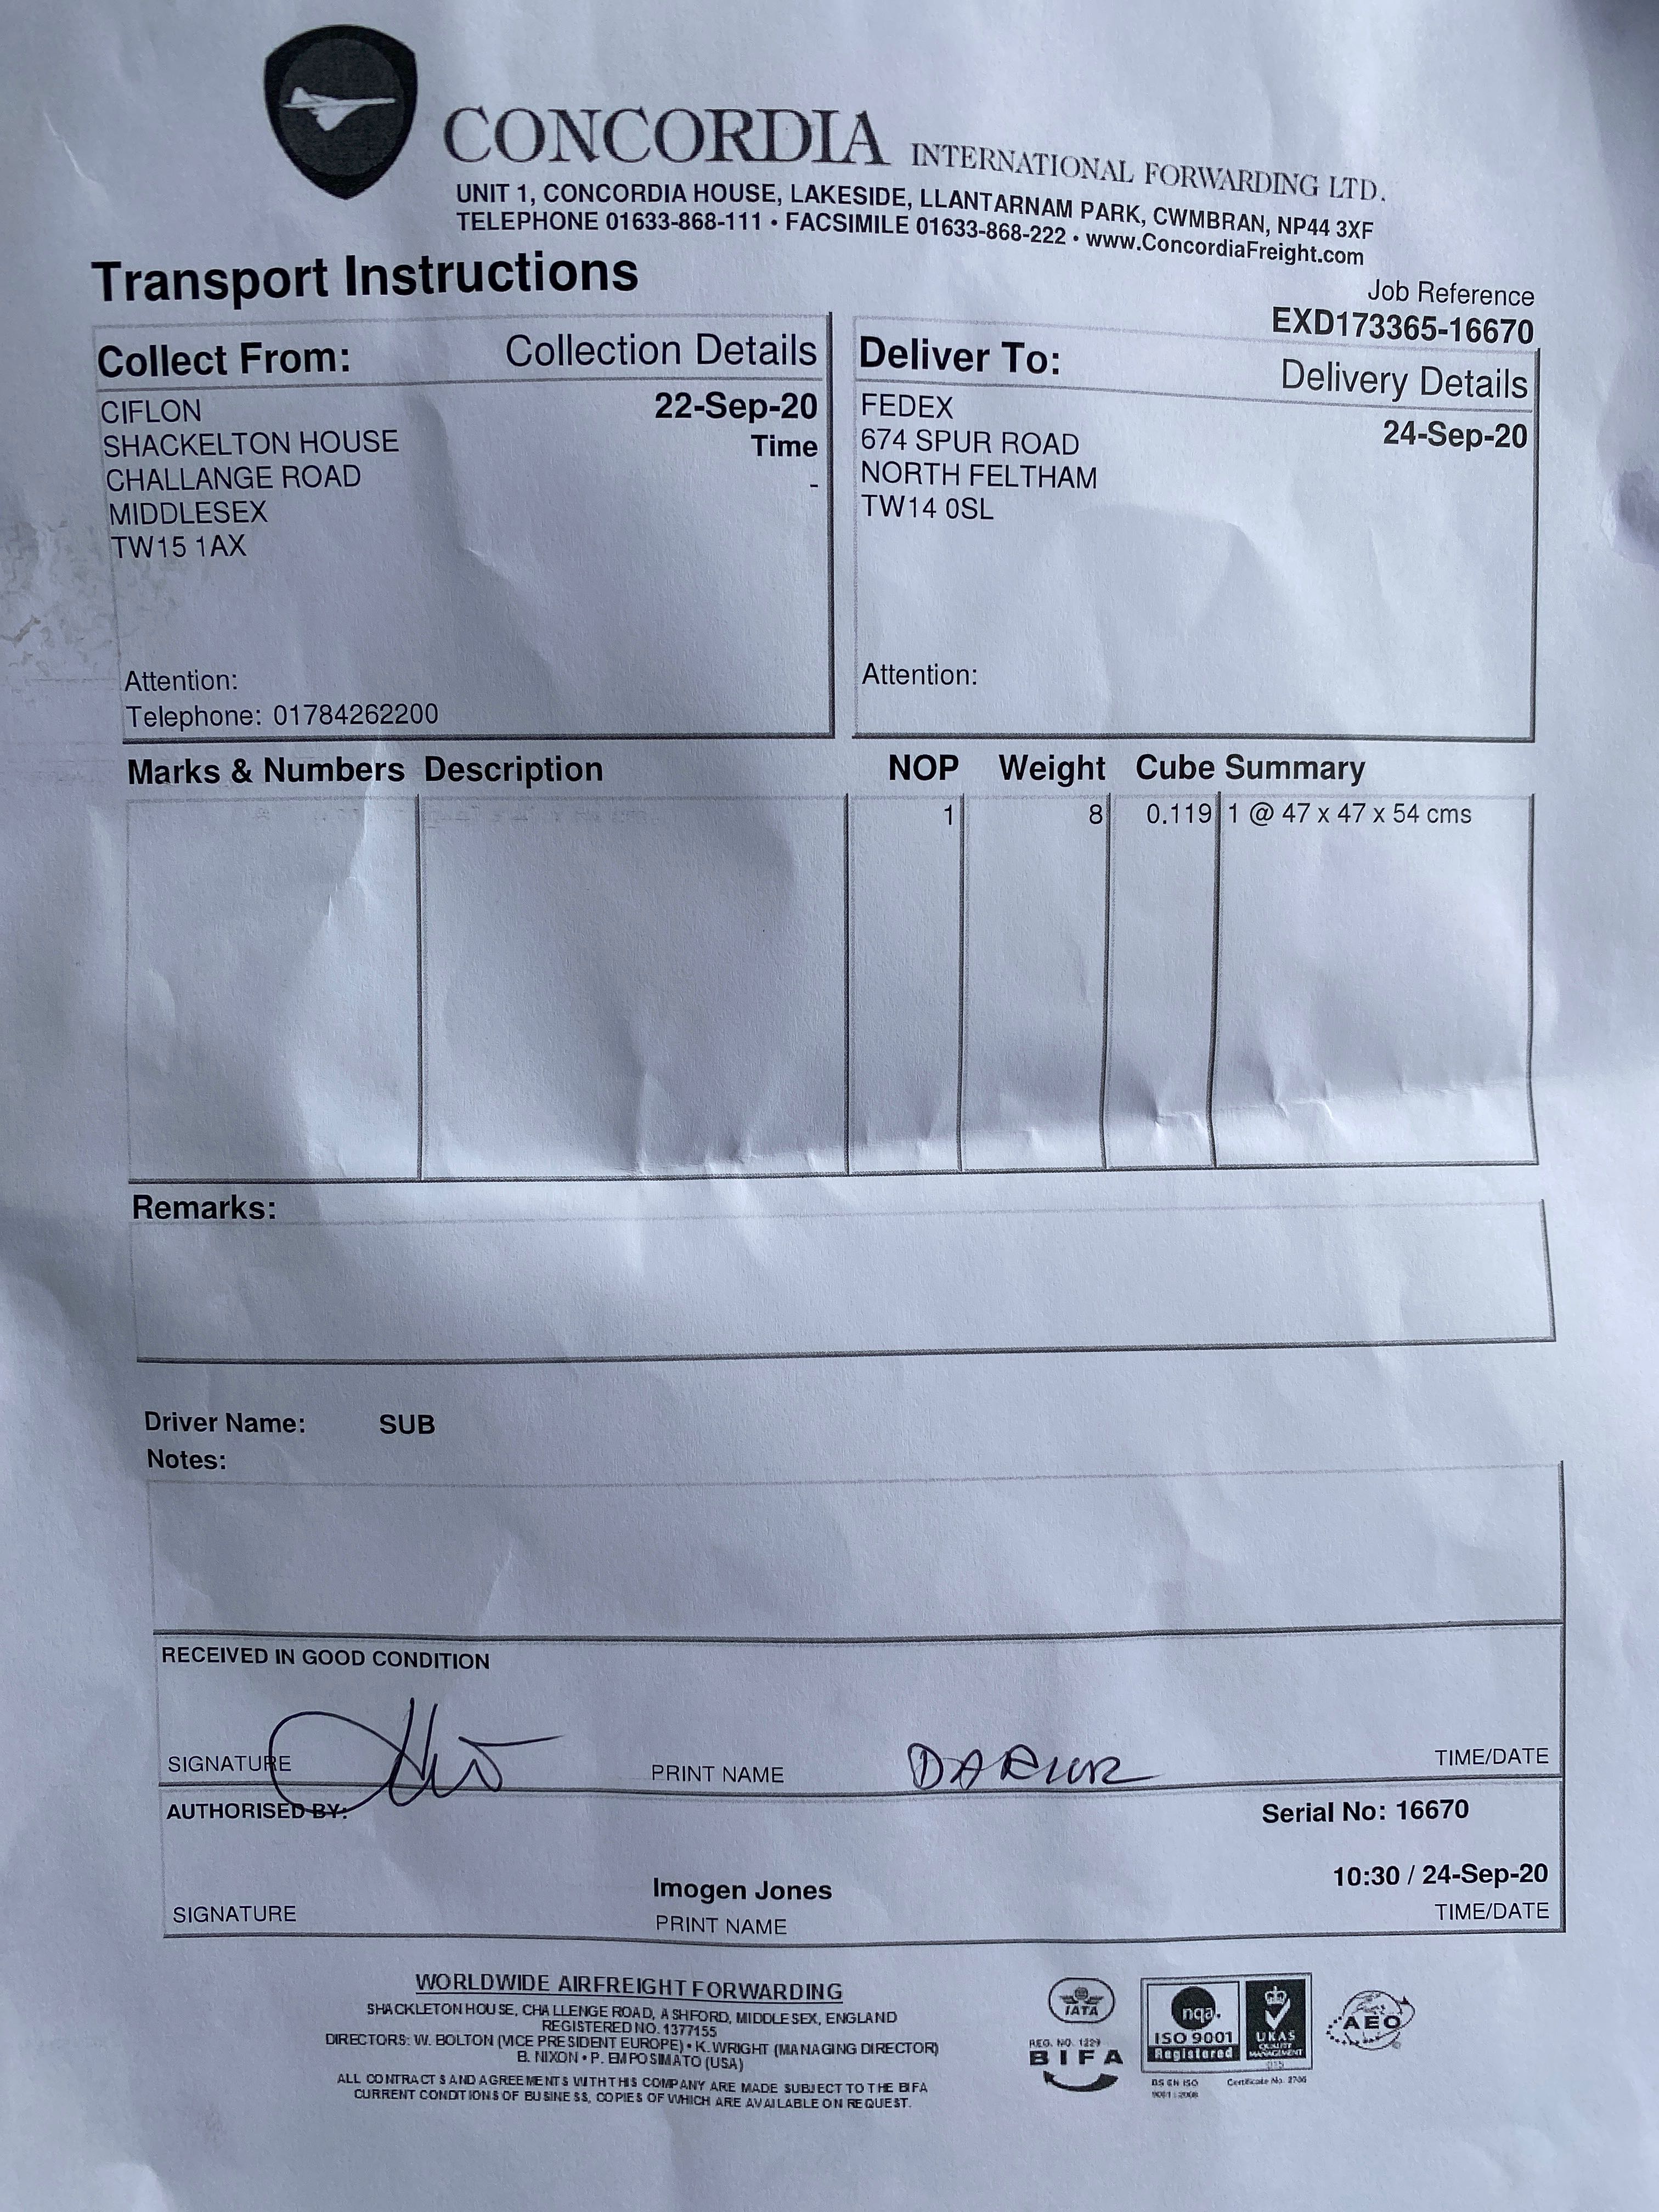 CONCORDIA INTERNATIONAL FORWARDING LTD.
UNIT 1, CONCORDIA HOUSE, LAKESIDE, LLANTARNAM PARK, CWMBRAN, NP44 3XF
TELEPHONE 01633-868-111 • FACSIMILE 01633-868-222 • www.ConcordiaFreight.com
Transport Instructions
Job Reference
EXD173365-16670
Collect From: Collection Details
CIFLON 22-Sep-20
SHACKELTON HOUSE Time
CHALLANGE ROAD -
MIDDLESEX
TW15 1AX
Attention:
Telephone: 01784262200
Deliver To: Delivery Details
FEDEX 24-Sep-20
674 SPUR ROAD
NORTH FELTHAM
TW14 0SL
Attention:
Marks & Numbers Description NOP Weight Cube Summary
1 8 0.119 1 @ 47 x 47 x 54 cms
Remarks:
Driver Name: SUB
Notes:
RECEIVED IN GOOD CONDITION
SIGNATURE PRINT NAME TIME/DATE
AUTHORISED BY: Serial No: 16670
Imogen Jones 10:30 / 24-Sep-20
SIGNATURE PRINT NAME TIME/DATE
WORLDWIDE AIRFREIGHT FORWARDING
SHACKLETON HOUSE, CHALLENGE ROAD, ASHFORD, MIDDLESEX, ENGLAND
REGISTERED NO. 1377155
DIRECTORS: W. BOLTON (VICE PRESIDENT EUROPE) • K. WRIGHT (MANAGING DIRECTOR)
B. NIXON • P. EMPOSIMATO (USA)
ALL CONTRACTS AND AGREEMENTS WITH THIS COMPANY ARE MADE SUBJECT TO THE BIFA
CURRENT CONDITIONS OF BUSINESS, COPIES OF WHICH ARE AVAILABLE ON REQUEST.
IATA
REG. NO. 1229
BIFA
nqa.
ISO 9001
Registered
UKAS
QUALITY
MANAGEMENT
015
BS EN ISO
9001:2008
Certificate No. 2706
AEO